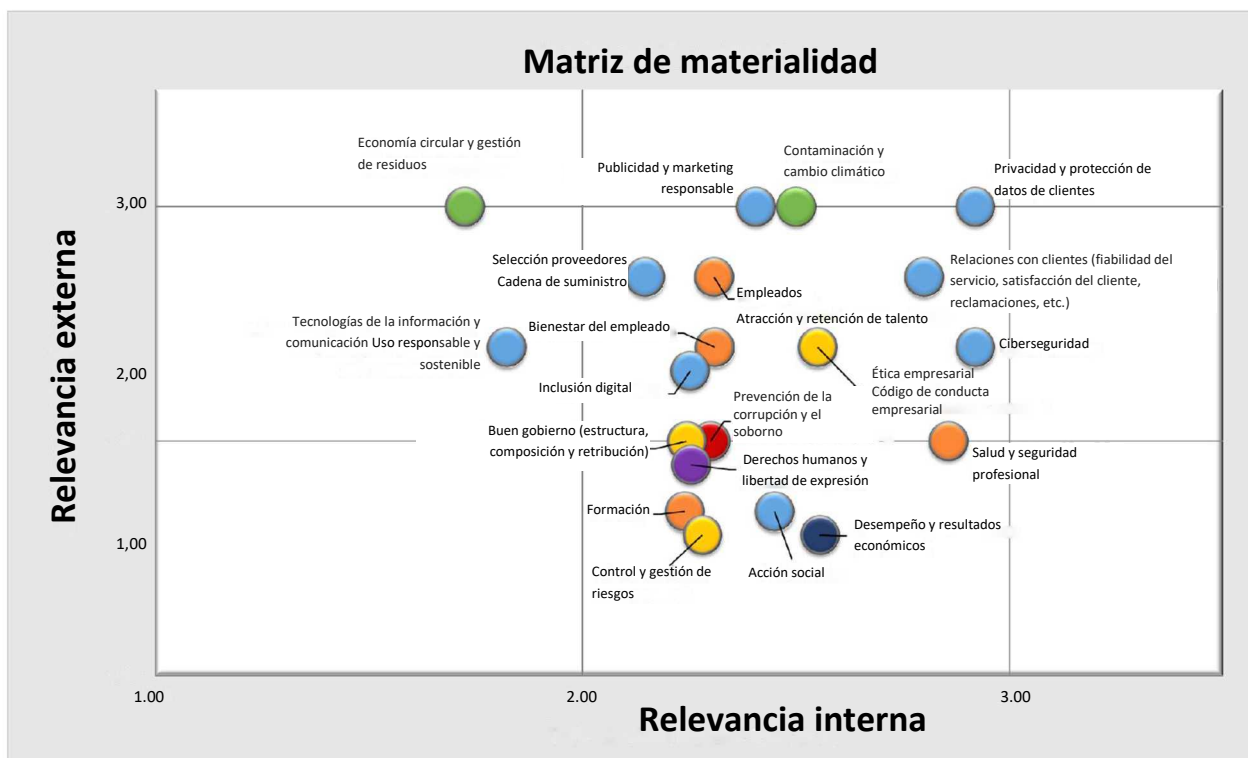 Matriz de materialidad
Economía circular y gestión
de residuos
Publicidad y marketing
responsable
Contaminación y
cambio climático
Privacidad y protección de
datos de clientes
3,00
Selección proveedores
Cadena de suministro
Empleados
Atracción y retención de talento
Relaciones con clientes (fiabilidad del
servicio, satisfacción del cliente,
reclamaciones, etc.)
Tecnologías de la información y
comunicación Uso responsable y
sostenible
Bienestar del empleado
Ciberseguridad
2,00
Inclusión digital
Ética empresarial
Código de conducta
empresarial
Prevención de la
corrupción y el
soborno
Buen gobierno (estructura,
composición y retribución)
Derechos humanos y
libertad de expresión
Salud y seguridad
profesional
Formación
1,00
Control y gestión de
riesgos
Acción social
Desempeño y resultados
económicos
Relevancia externa
1.00
2.00
3.00
Relevancia interna